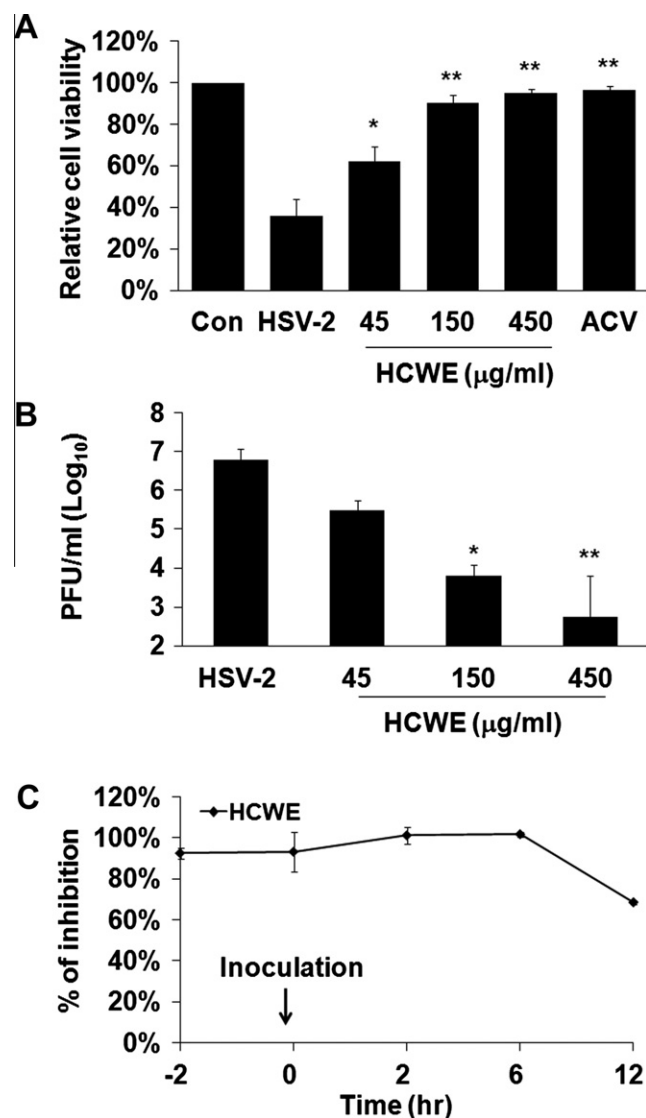 A
Relative cell viability
120%
100%
80%
60%
40%
20%
0%
*
**
**
**
Con HSV-2 45 150 450 ACV
HCWE (μg/ml)
B
PFU/ml (Log10)
8
7
6
5
4
3
2
*
**
HSV-2 45 150 450
HCWE (μg/ml)
C
% of inhibition
120%
100%
80%
60%
40%
20%
0%
HCWE
Inoculation
-2 0 2 6 12
Time (hr)